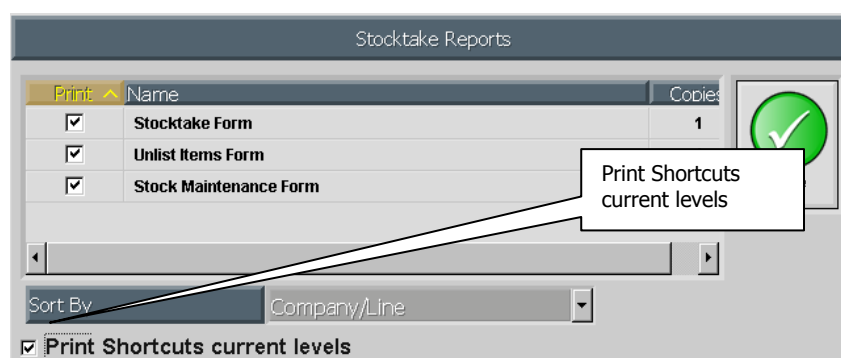 Stocktake Reports
Print Name Copies
Stocktake Form 1
Unlist Items Form
Stock Maintenance Form
Print Shortcuts
current levels
Sort By Company/Line
Print Shortcuts current levels